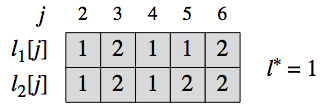 j 2 3 4 5 6
l₁[j] 1 2 1 1 2
l₂[j] 1 2 1 2 2
l* = 1